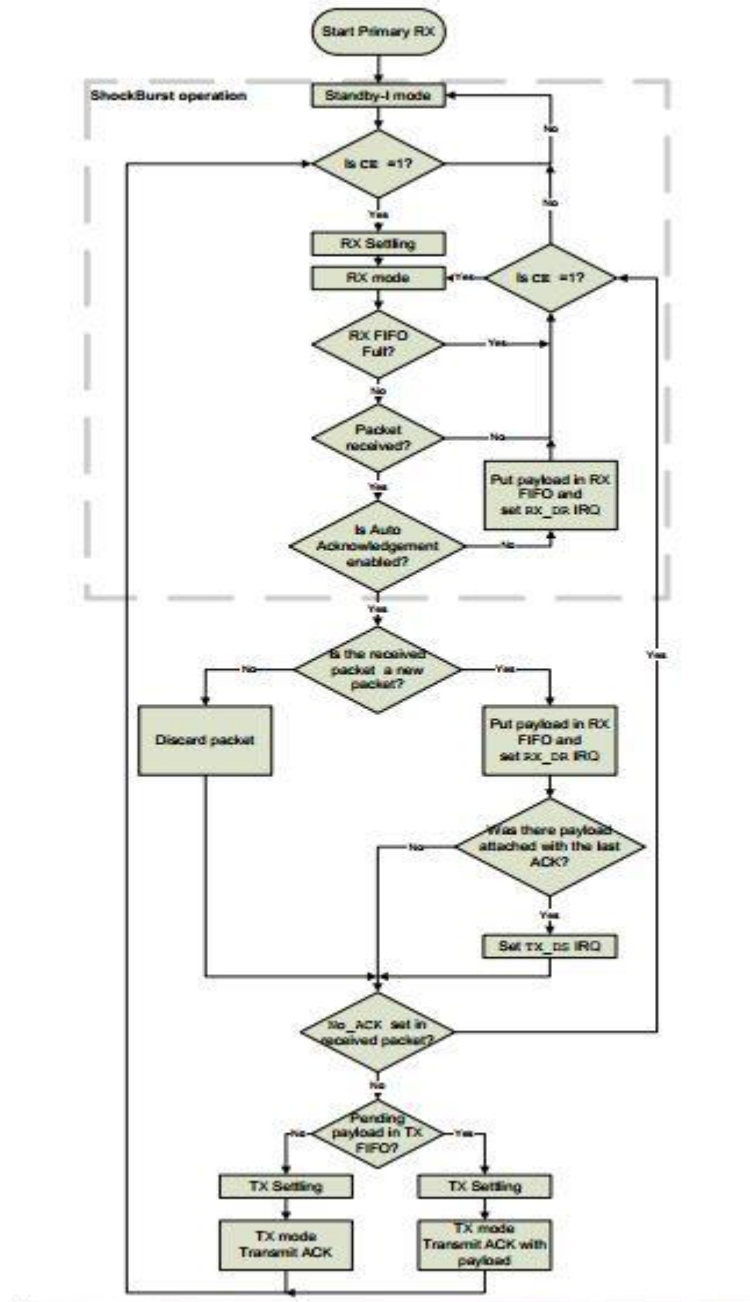 Start Primary RX
ShockBurst operation
Standby-I mode
No
Is CE =1?
No
Yes
RX Settling
RX mode
Yes
Is CE =1?
RX FIFO
Full?
Yes
No
Packet
received?
No
Yes
Put payload in RX
FIFO and
set RX_DR IRQ
Is Auto
Acknowledgement
enabled?
No
Yes
Is the received
packet a new
packet?
No
Yes
Yes
Discard packet
Put payload in RX
FIFO and
set RX_DR IRQ
Was there payload
attached with the last
ACK?
No
Yes
Set TX_DS IRQ
No_ACK set in
received packet?
No
Pending
payload in TX
FIFO?
No
Yes
TX Settling
TX Settling
TX mode
Transmit ACK
TX mode
Transmit ACK with
payload